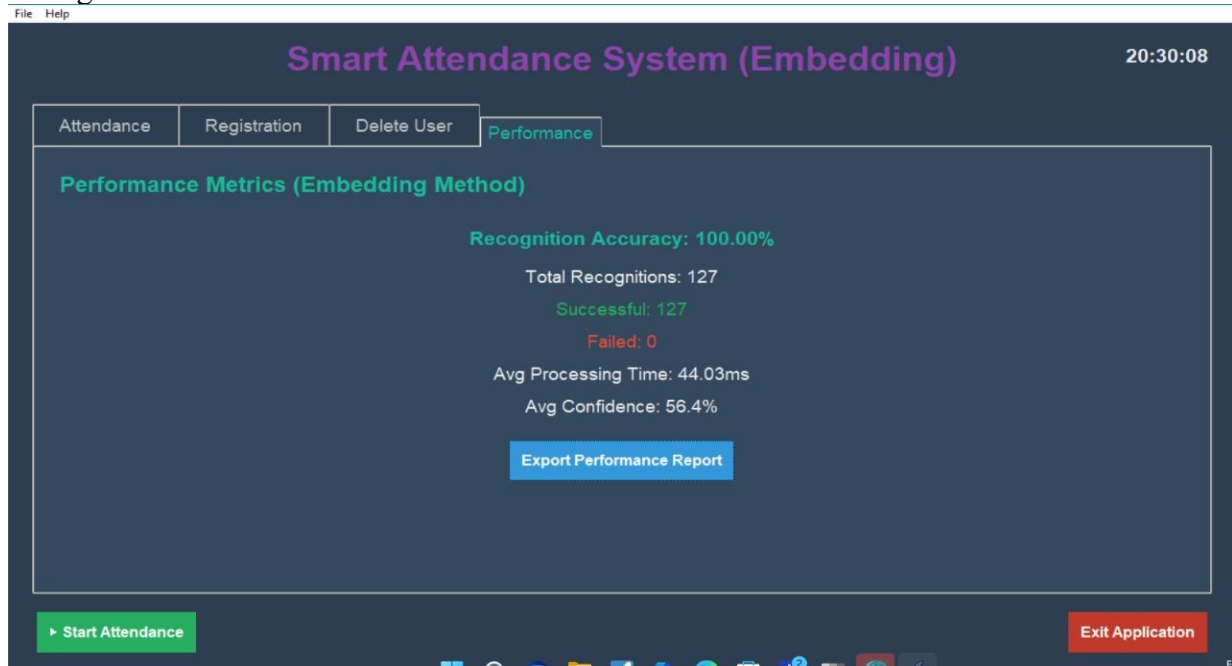 File Help
Smart Attendance System (Embedding)
20:30:08
Attendance Registration Delete User Performance
Performance Metrics (Embedding Method)
Recognition Accuracy: 100.00%
Total Recognitions: 127
Successful: 127
Failed: 0
Avg Processing Time: 44.03ms
Avg Confidence: 56.4%
Export Performance Report
▸ Start Attendance
Exit Application
2